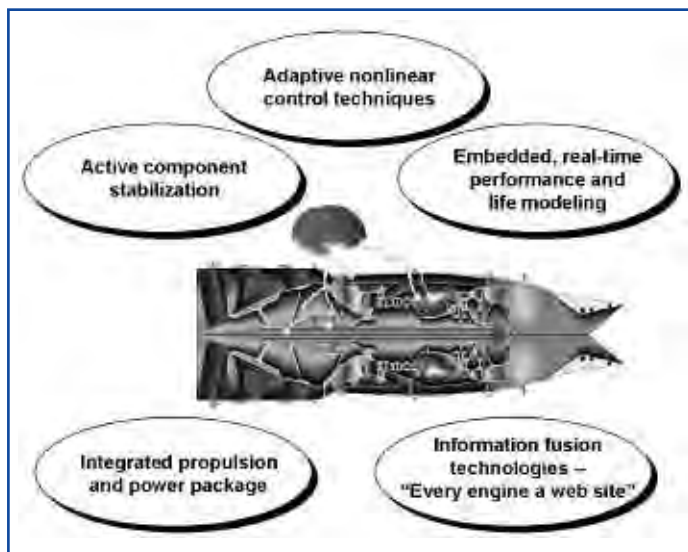 Adaptive nonlinear
control techniques
Active component
stabilization
Embedded, real-time
performance and
life modeling
Integrated propulsion
and power package
Information fusion
technologies –
“Every engine a web site”